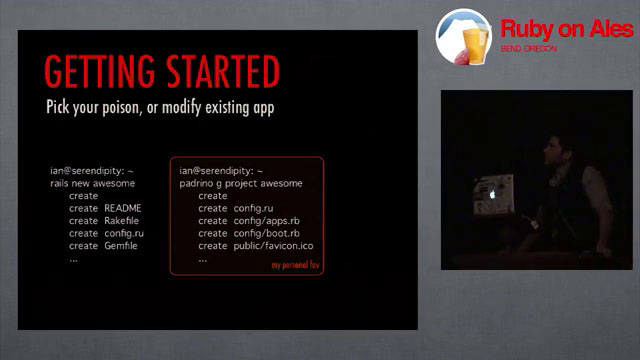 GETTING STARTED
Pick your poison, or modify existing app
ian@serendipity: ~
rails new awesome
create
create README
create Rakefile
create config.ru
create Gemfile
...
ian@serendipity: ~
padrino g project awesome
create
create config.ru
create config/apps.rb
create config/boot.rb
create public/favicon.ico
...
my personal fav
Ruby on Ales
BEND, OREGON